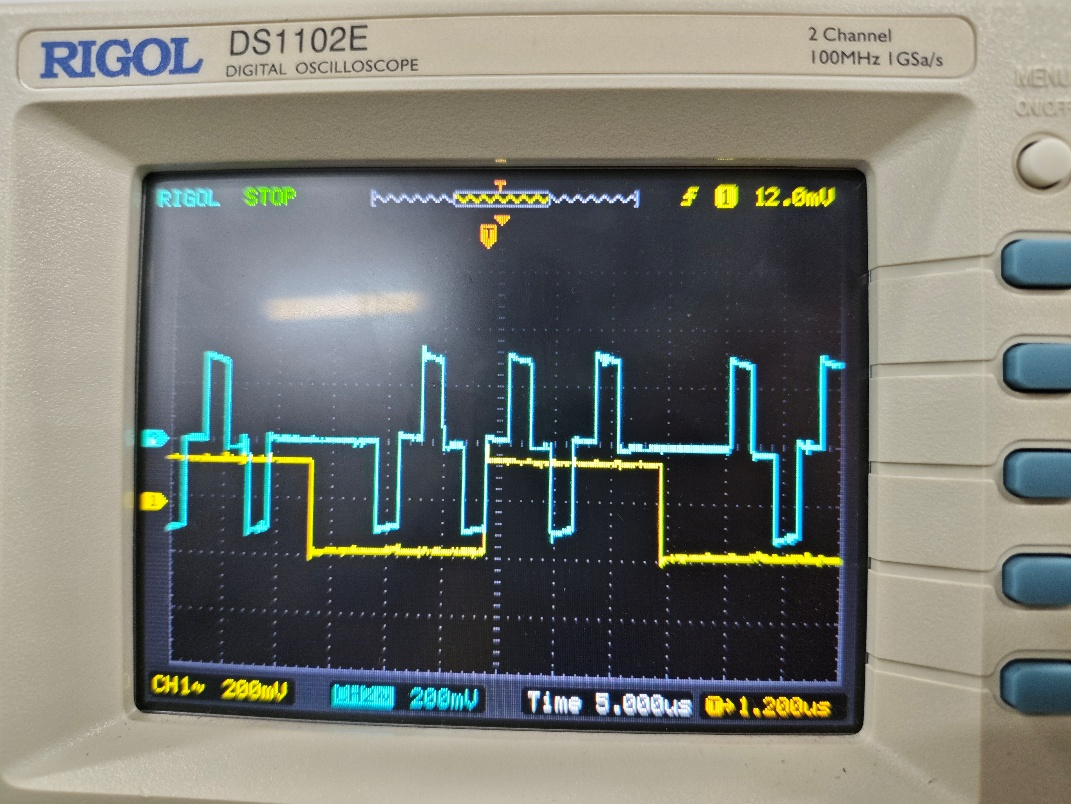 RIGOL DS1102E
DIGITAL OSCILLOSCOPE
2 Channel
100MHz 1GSa/s
MENU
ON/OFF
RIGOL STOP T 1 12.0mV
T
1
CH1~ 200mV 200mV Time 5.000us T→1.200us